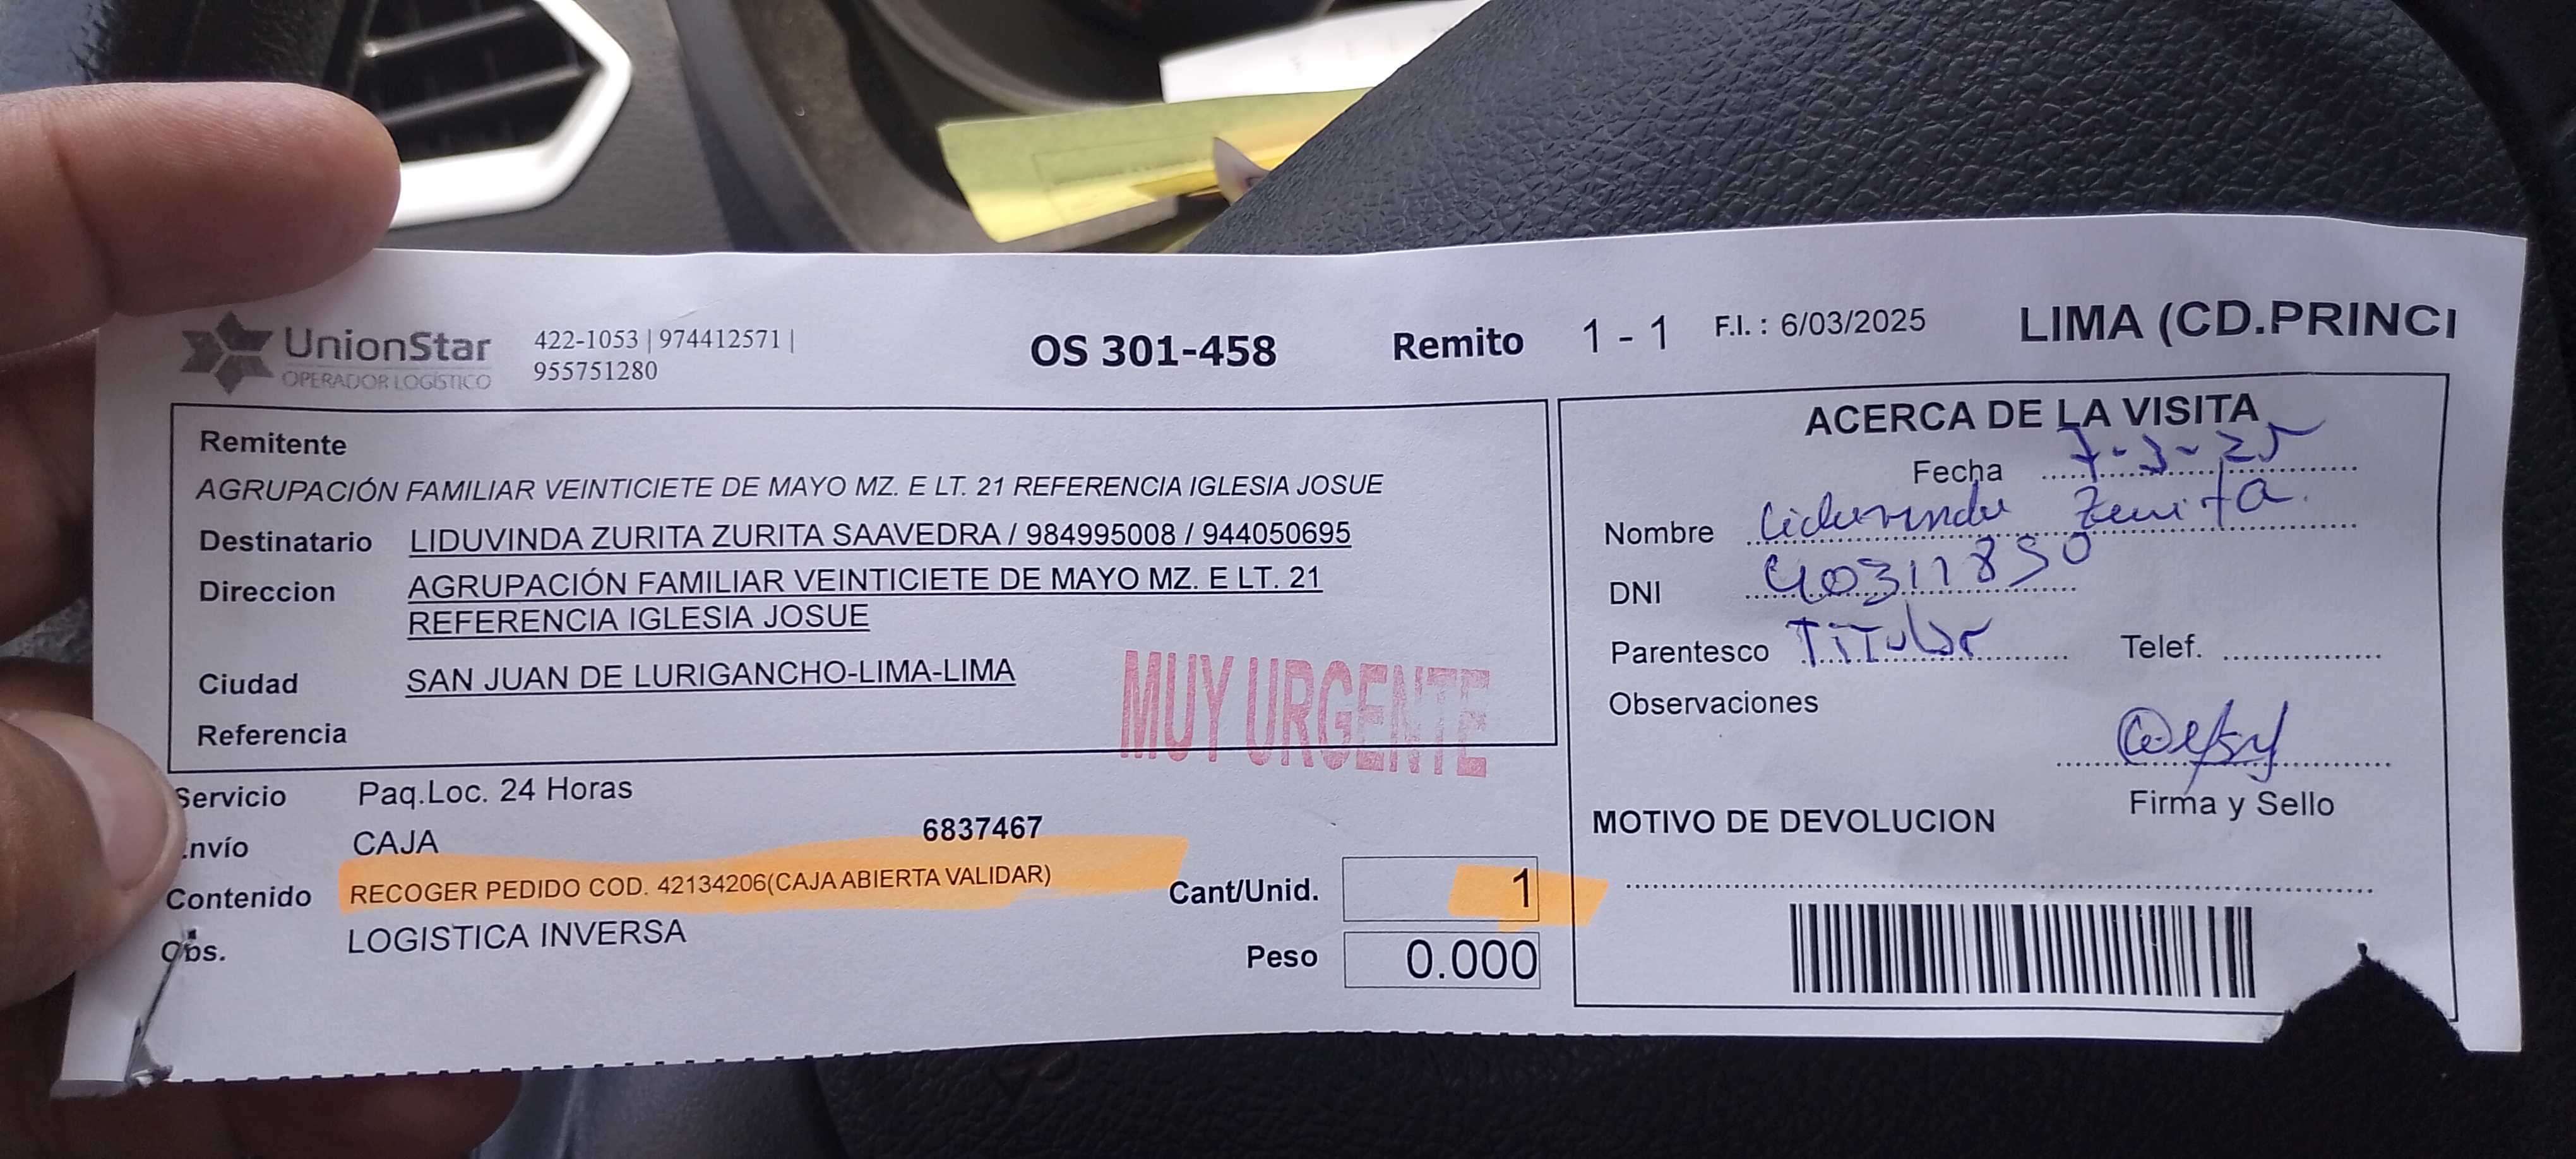 UnionStar
OPERADOR LOGÍSTICO
422-1053 | 974412571 |
955751280
OS 301-458
Remito 1 - 1
F.I. : 6/03/2025
LIMA (CD.PRINCI
Remitente
AGRUPACIÓN FAMILIAR VEINTICIETE DE MAYO MZ. E LT. 21 REFERENCIA IGLESIA JOSUE
Destinatario LIDUVINDA ZURITA ZURITA SAAVEDRA / 984995008 / 944050695
Direccion AGRUPACIÓN FAMILIAR VEINTICIETE DE MAYO MZ. E LT. 21
REFERENCIA IGLESIA JOSUE
Ciudad SAN JUAN DE LURIGANCHO-LIMA-LIMA
Referencia
MUY URGENTE
Servicio Paq.Loc. 24 Horas
Envío CAJA 6837467
Contenido RECOGER PEDIDO COD. 42134206(CAJA ABIERTA VALIDAR)
Cant/Unid. 1
Obs. LOGISTICA INVERSA
Peso 0.000
ACERCA DE LA VISITA
Fecha 7-3-25
Nombre Liduvinda Zurita
DNI 40311850
Parentesco TiTular Telef.
Observaciones
Firma y Sello
MOTIVO DE DEVOLUCION